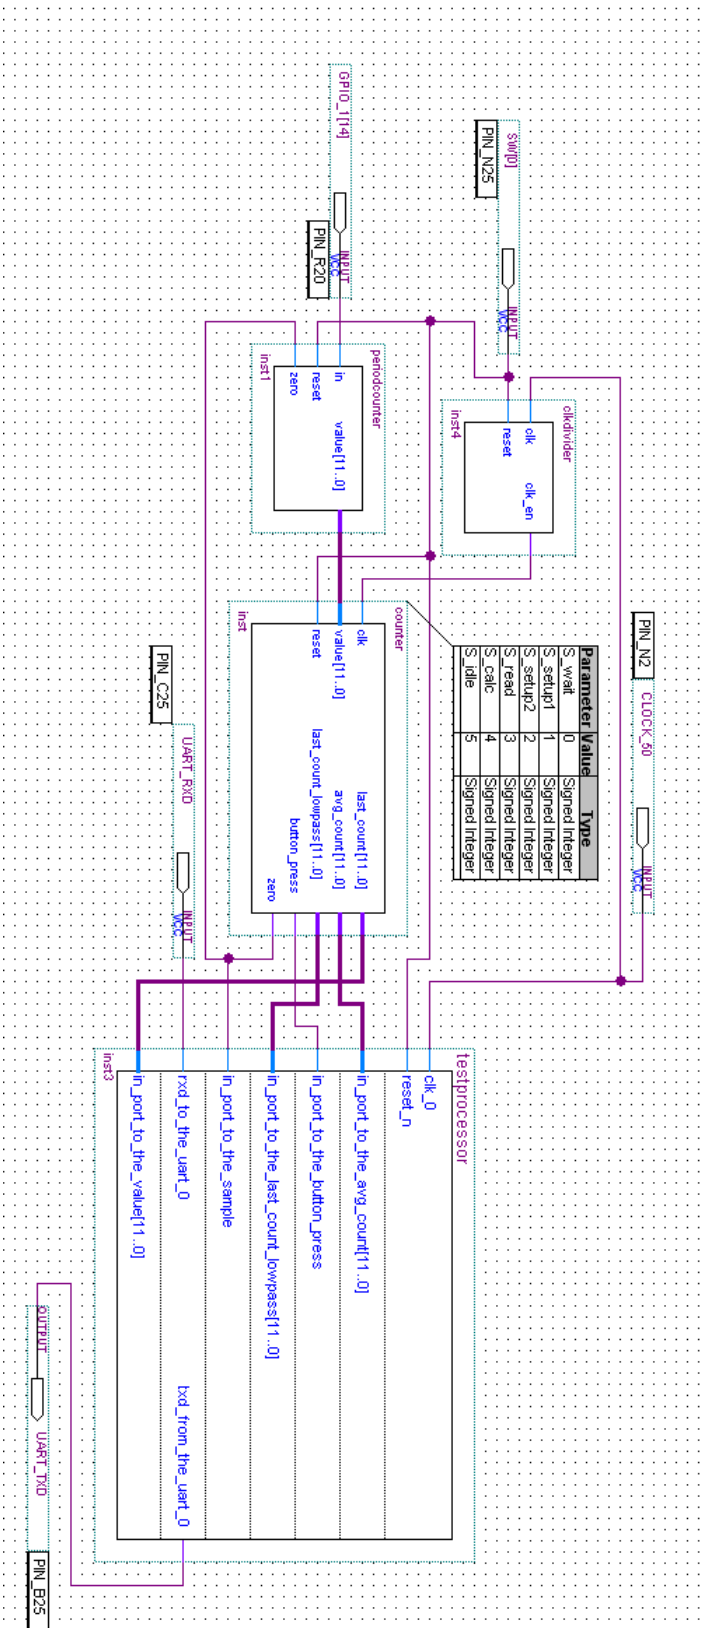 PIN_N2
CLOCK_50
INPUT
VCC
Parameter Value Type
S_wait 0 Signed Integer
S_setup1 1 Signed Integer
S_setup2 2 Signed Integer
S_read 3 Signed Integer
S_calc 4 Signed Integer
S_idle 5 Signed Integer
SW[0]
PIN_N25
INPUT
VCC
clkdivider
clk
clk_en
reset
inst4
GPIO_1[14]
PIN_R20
INPUT
VCC
periodcounter
in
value[11..0]
reset
zero
inst1
counter
clk
last_count[11..0]
value[11..0]
avg_count[11..0]
reset
last_count_lowpass[11..0]
button_press
zero
inst
UART_RXD
PIN_C25
INPUT
VCC
testprocessor
clk_0
reset_n
in_port_to_the_avg_count[11..0]
in_port_to_the_button_press
in_port_to_the_last_count_lowpass[11..0]
in_port_to_the_sample
rxd_to_the_uart_0
txd_from_the_uart_0
in_port_to_the_value[11..0]
inst3
OUTPUT
UART_TXD
PIN_B25